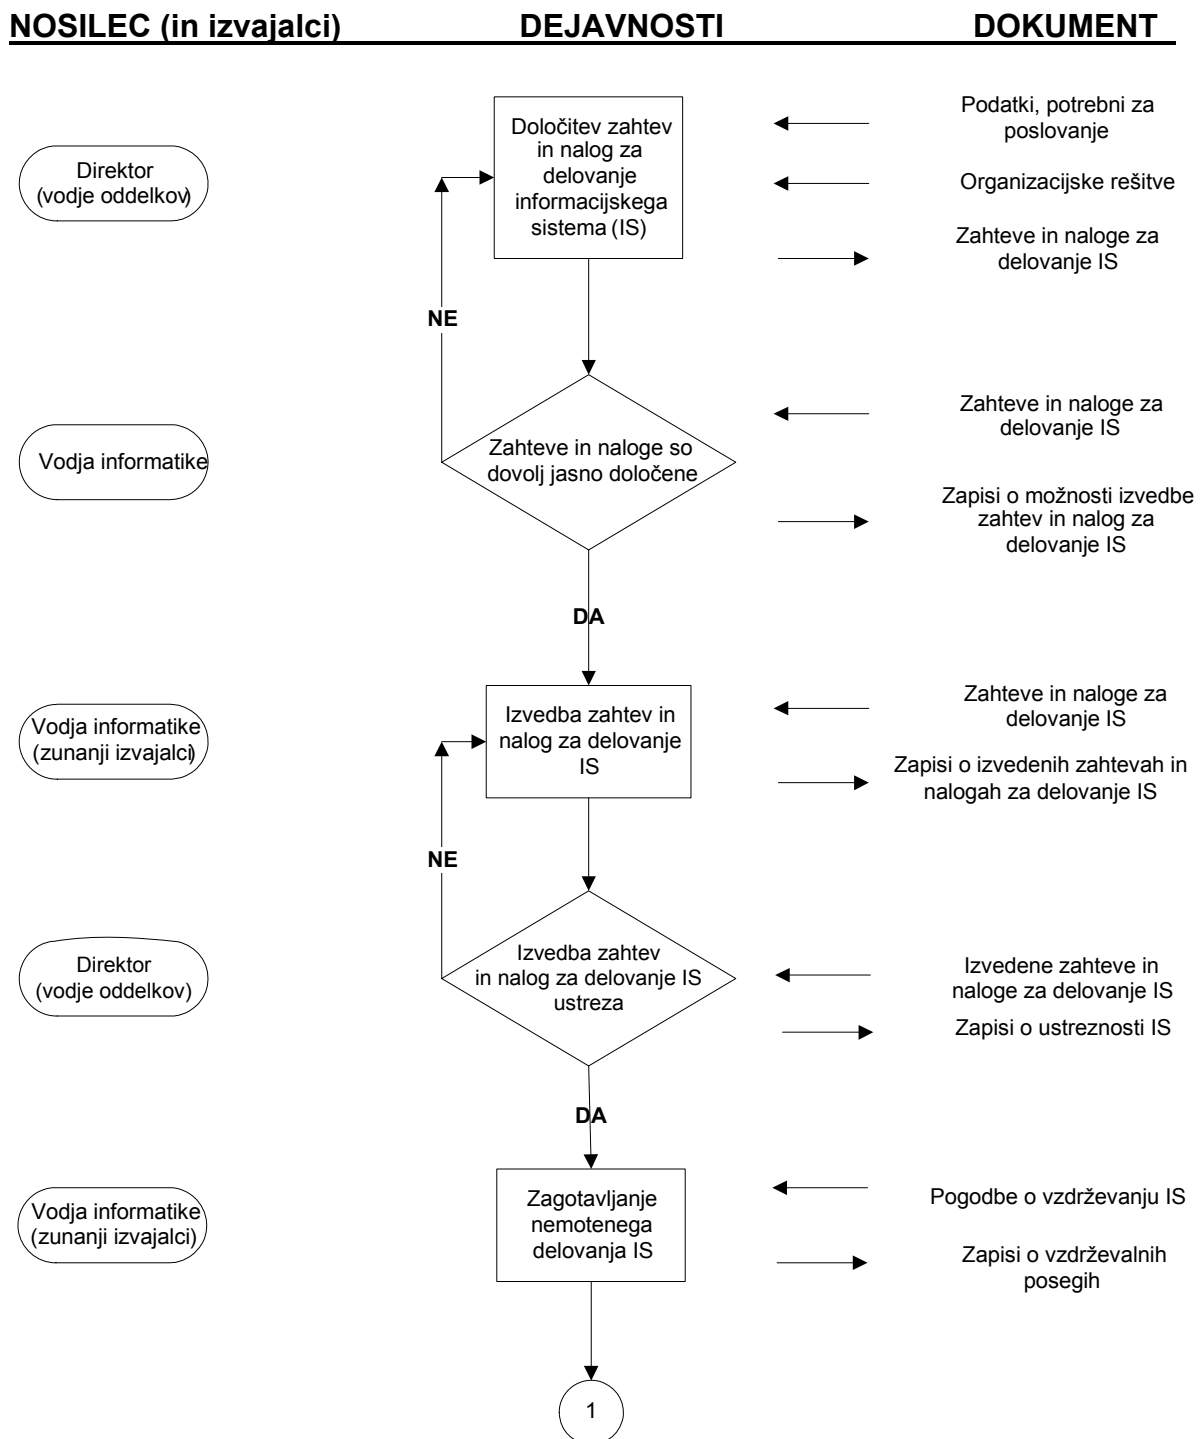 NOSILEC (in izvajalci) DEJAVNOSTI DOKUMENT
Direktor
(vodje oddelkov)
Določitev zahtev
in nalog za
delovanje
informacijskega
sistema (IS)
Podatki, potrebni za
poslovanje
Organizacijske rešitve
Zahteve in naloge za
delovanje IS
NE
Vodja informatike
Zahteve in naloge so
dovolj jasno določene
Zahteve in naloge za
delovanje IS
Zapisi o možnosti izvedbe
zahtev in nalog za
delovanje IS
DA
Vodja informatike
(zunanji izvajalci)
Izvedba zahtev in
nalog za delovanje
IS
Zahteve in naloge za
delovanje IS
Zapisi o izvedenih zahtevah in
nalogah za delovanje IS
NE
Direktor
(vodje oddelkov)
Izvedba zahtev
in nalog za delovanje IS
ustreza
Izvedene zahteve in
naloge za delovanje IS
Zapisi o ustreznosti IS
DA
Vodja informatike
(zunanji izvajalci)
Zagotavljanje
nemotenega
delovanja IS
Pogodbe o vzdrževanju IS
Zapisi o vzdrževalnih
posegih
1